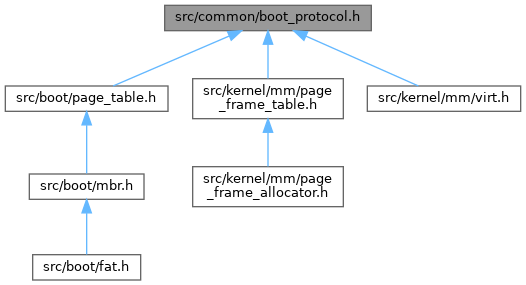 src/common/boot_protocol.h
src/boot/page_table.h
src/kernel/mm/page
_frame_table.h
src/kernel/mm/virt.h
src/boot/mbr.h
src/kernel/mm/page
_frame_allocator.h
src/boot/fat.h